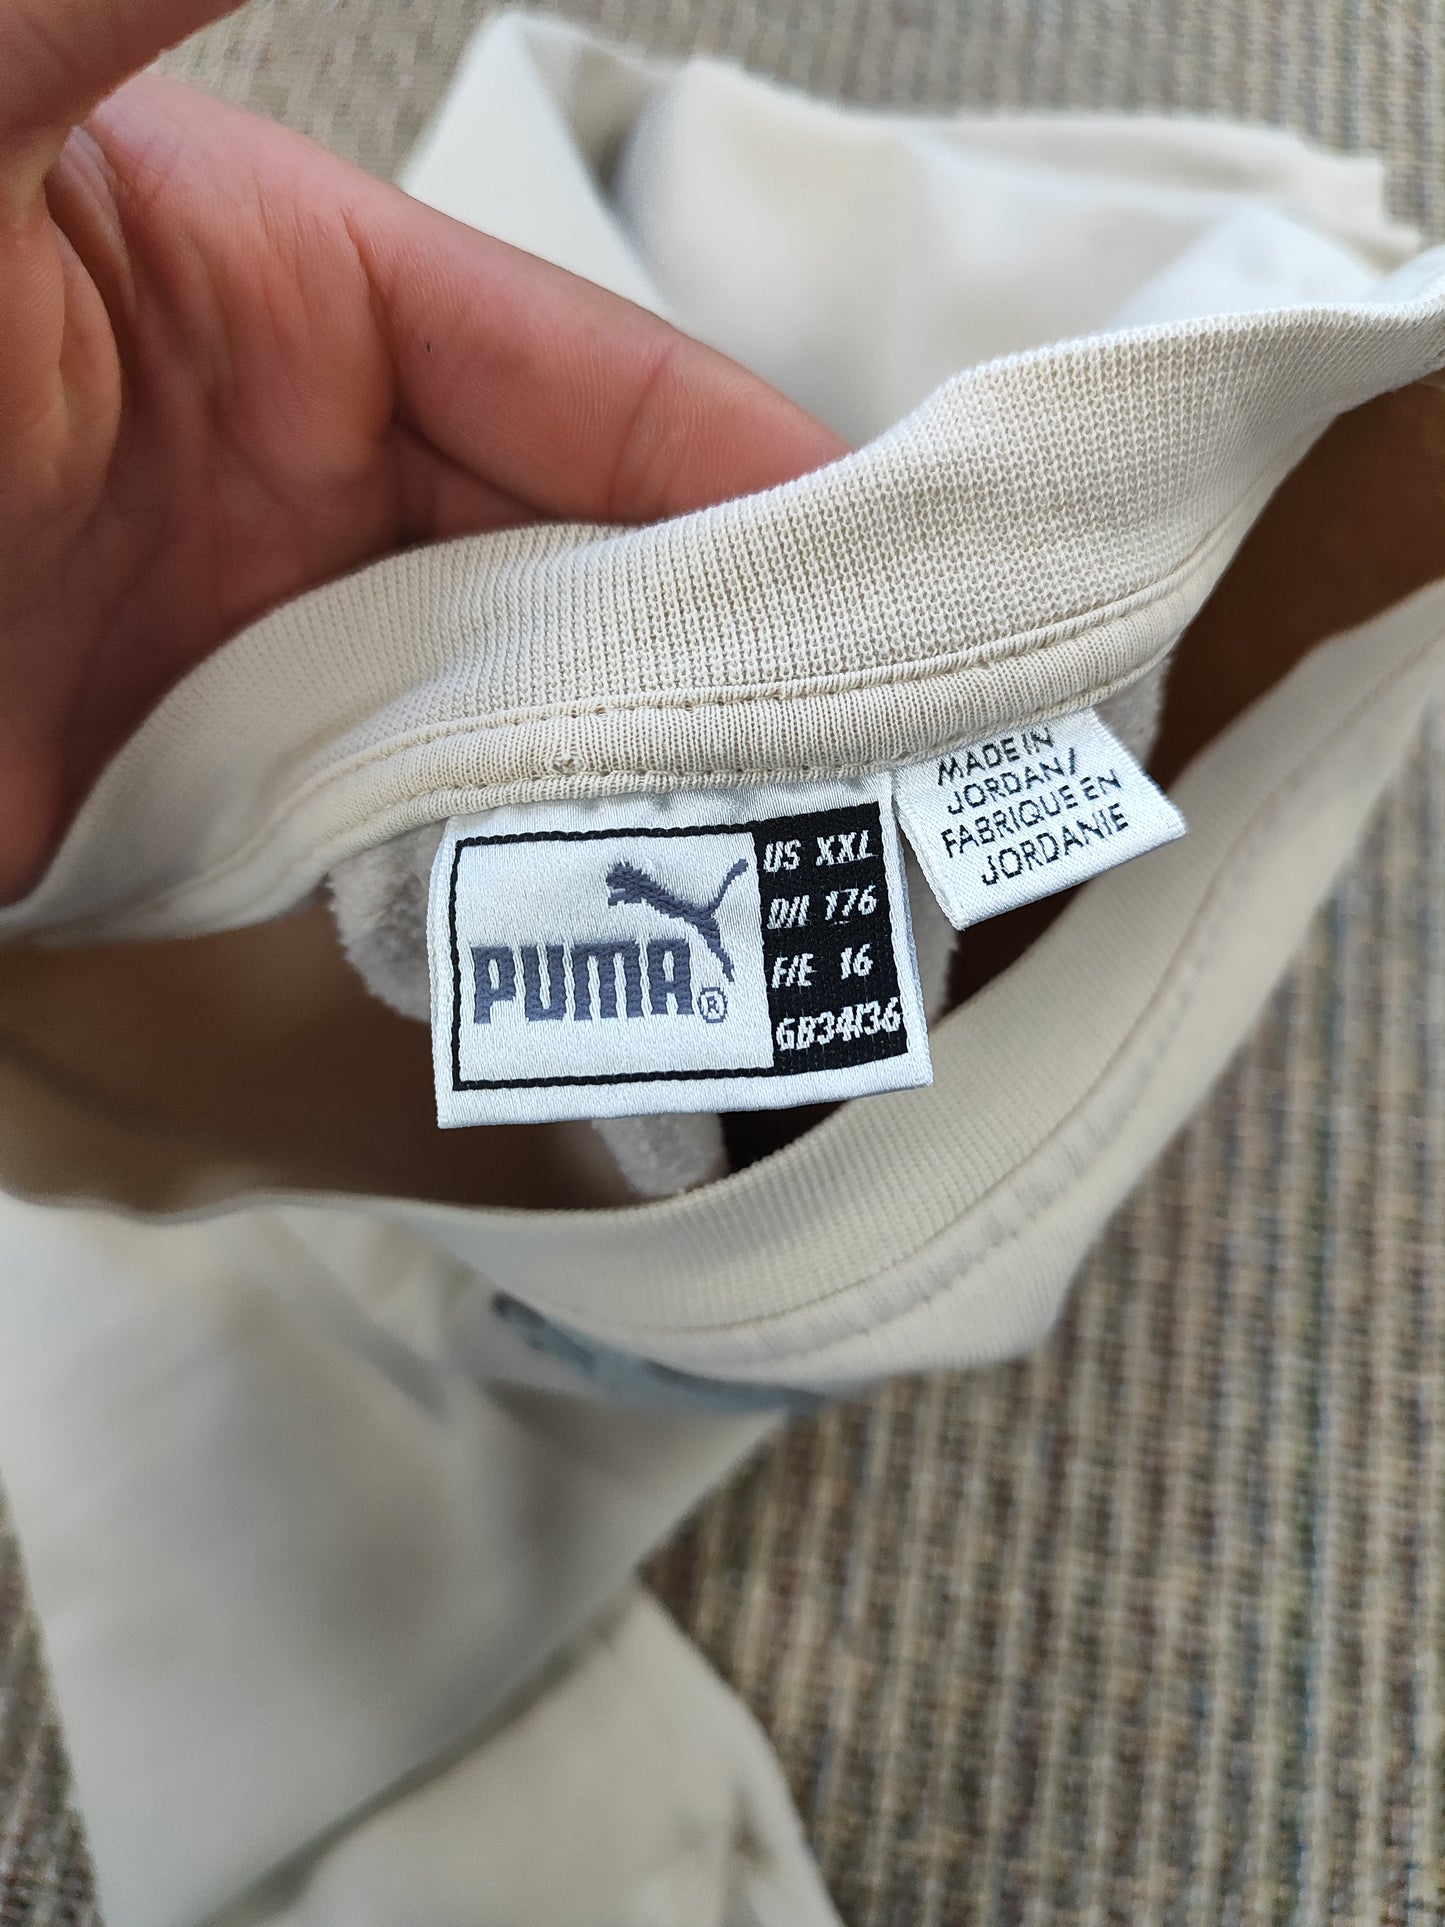 PUMA®
US XXL
D/I 176
F/E 16
GB34/36
MADE IN
JORDAN/
FABRIQUE EN
JORDANIE